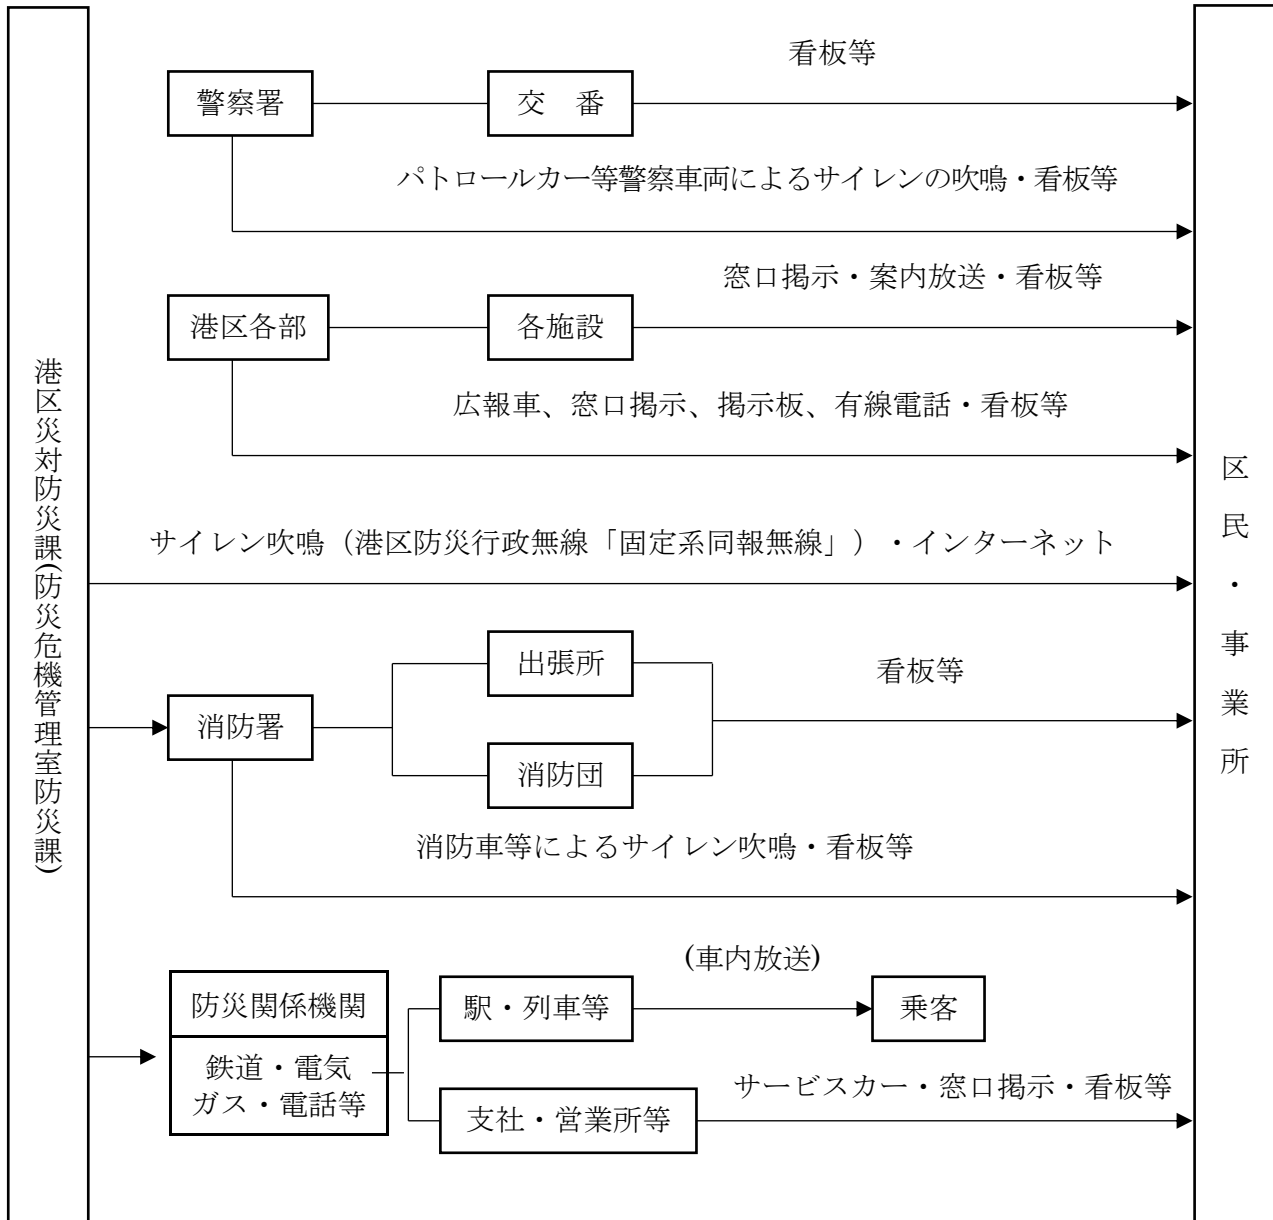 港区災対防災課(防災危機管理室防災課)
看板等
警察署
交　番
パトロールカー等警察車両によるサイレンの吹鳴・看板等
窓口掲示・案内放送・看板等
港区各部
各施設
広報車、窓口掲示、掲示板、有線電話・看板等
サイレン吹鳴（港区防災行政無線「固定系同報無線」）・インターネット
出張所
看板等
消防署
消防団
消防車等によるサイレン吹鳴・看板等
(車内放送)
防災関係機関
駅・列車等
乗客
鉄道・電気
ガス・電話等
サービスカー・窓口掲示・看板等
支社・営業所等
区民・事業所